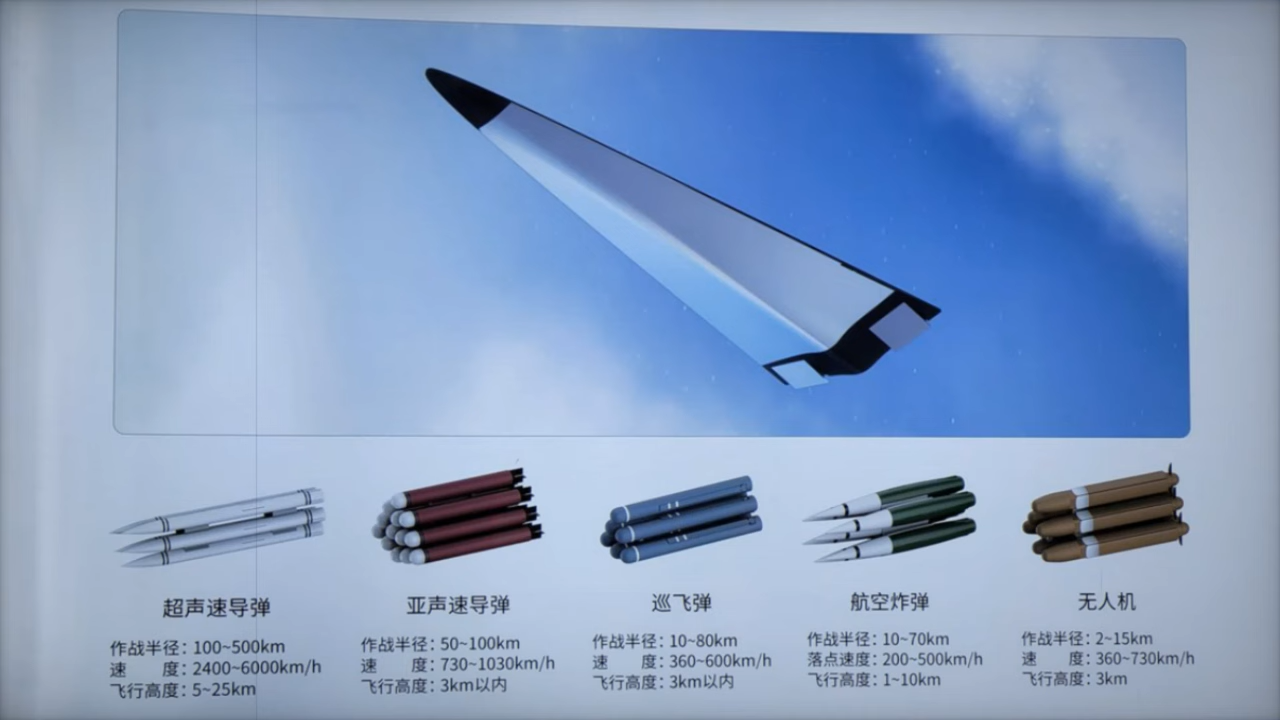 超声速导弹
作战半径：100~500km
速　　度：2400~6000km/h
飞行高度：5~25km
亚声速导弹
作战半径：50~100km
速　　度：730~1030km/h
飞行高度：3km以内
巡飞弹
作战半径：10~80km
速　　度：360~600km/h
飞行高度：3km以内
航空炸弹
作战半径：10~70km
落点速度：200~500km/h
飞行高度：1~10km
无人机
作战半径：2~15km
速　　度：360~730km/h
飞行高度：3km